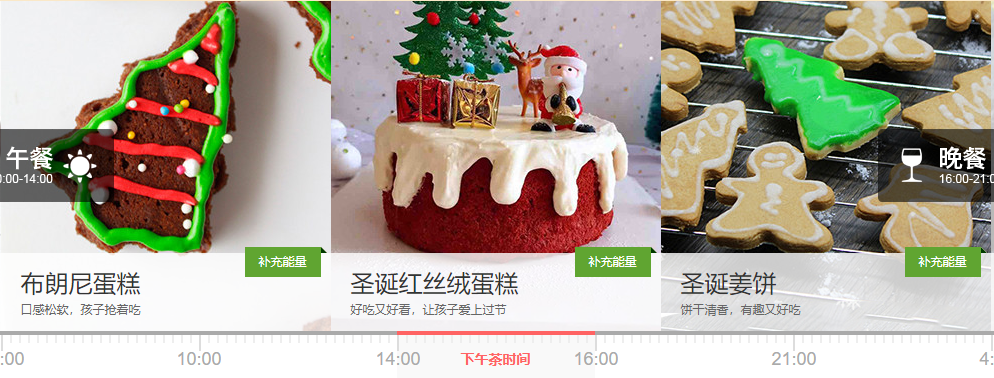 午餐
0:00-14:00
晚餐
16:00-21:0
补充能量
布朗尼蛋糕
口感松软，孩子抢着吃
补充能量
圣诞红丝绒蛋糕
好吃又好看，让孩子爱上过节
补充能量
圣诞姜饼
饼干清香，有趣又好吃
:00 10:00 14:00 下午茶时间 16:00 21:00 4: